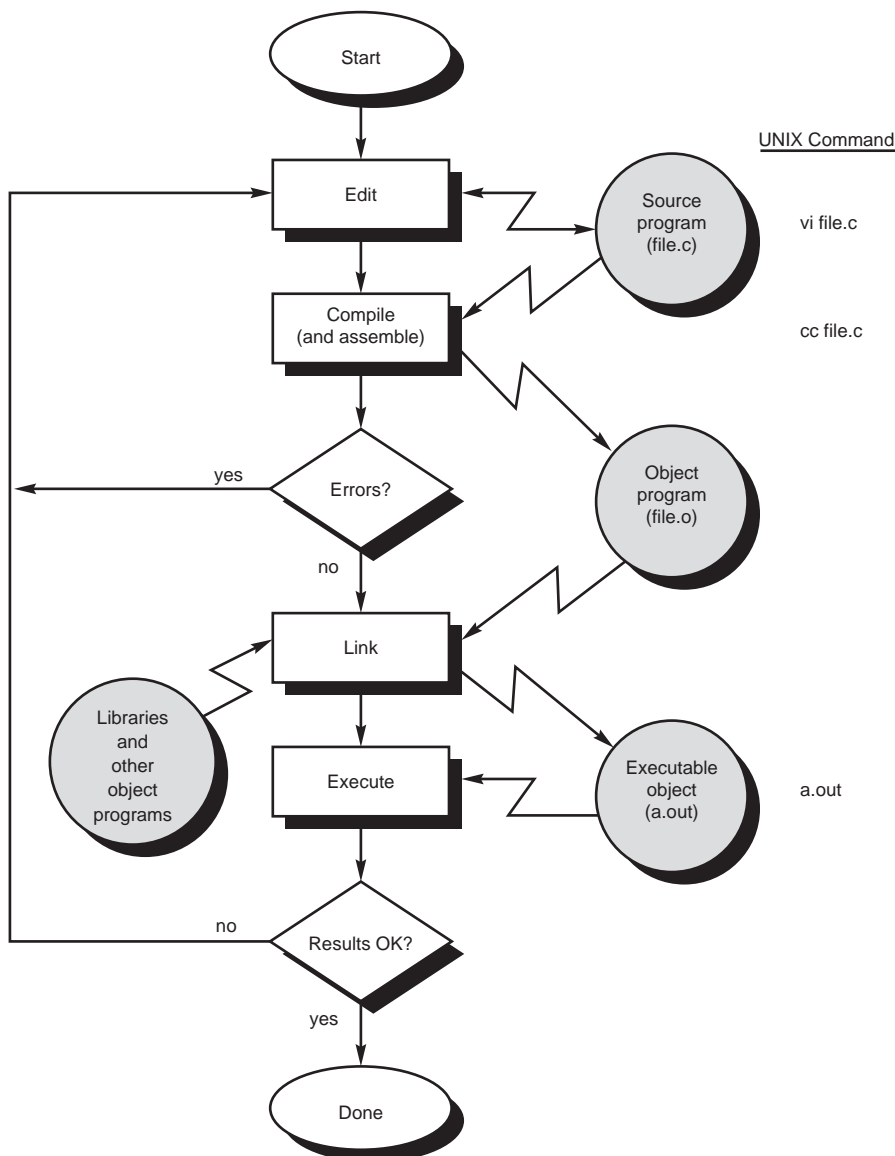 Start
UNIX Command
Edit
Source
program
(file.c)
vi file.c
Compile
(and assemble)
cc file.c
yes
Errors?
Object
program
(file.o)
no
Link
Libraries
and
other
object
programs
Execute
Executable
object
(a.out)
a.out
no
Results OK?
yes
Done